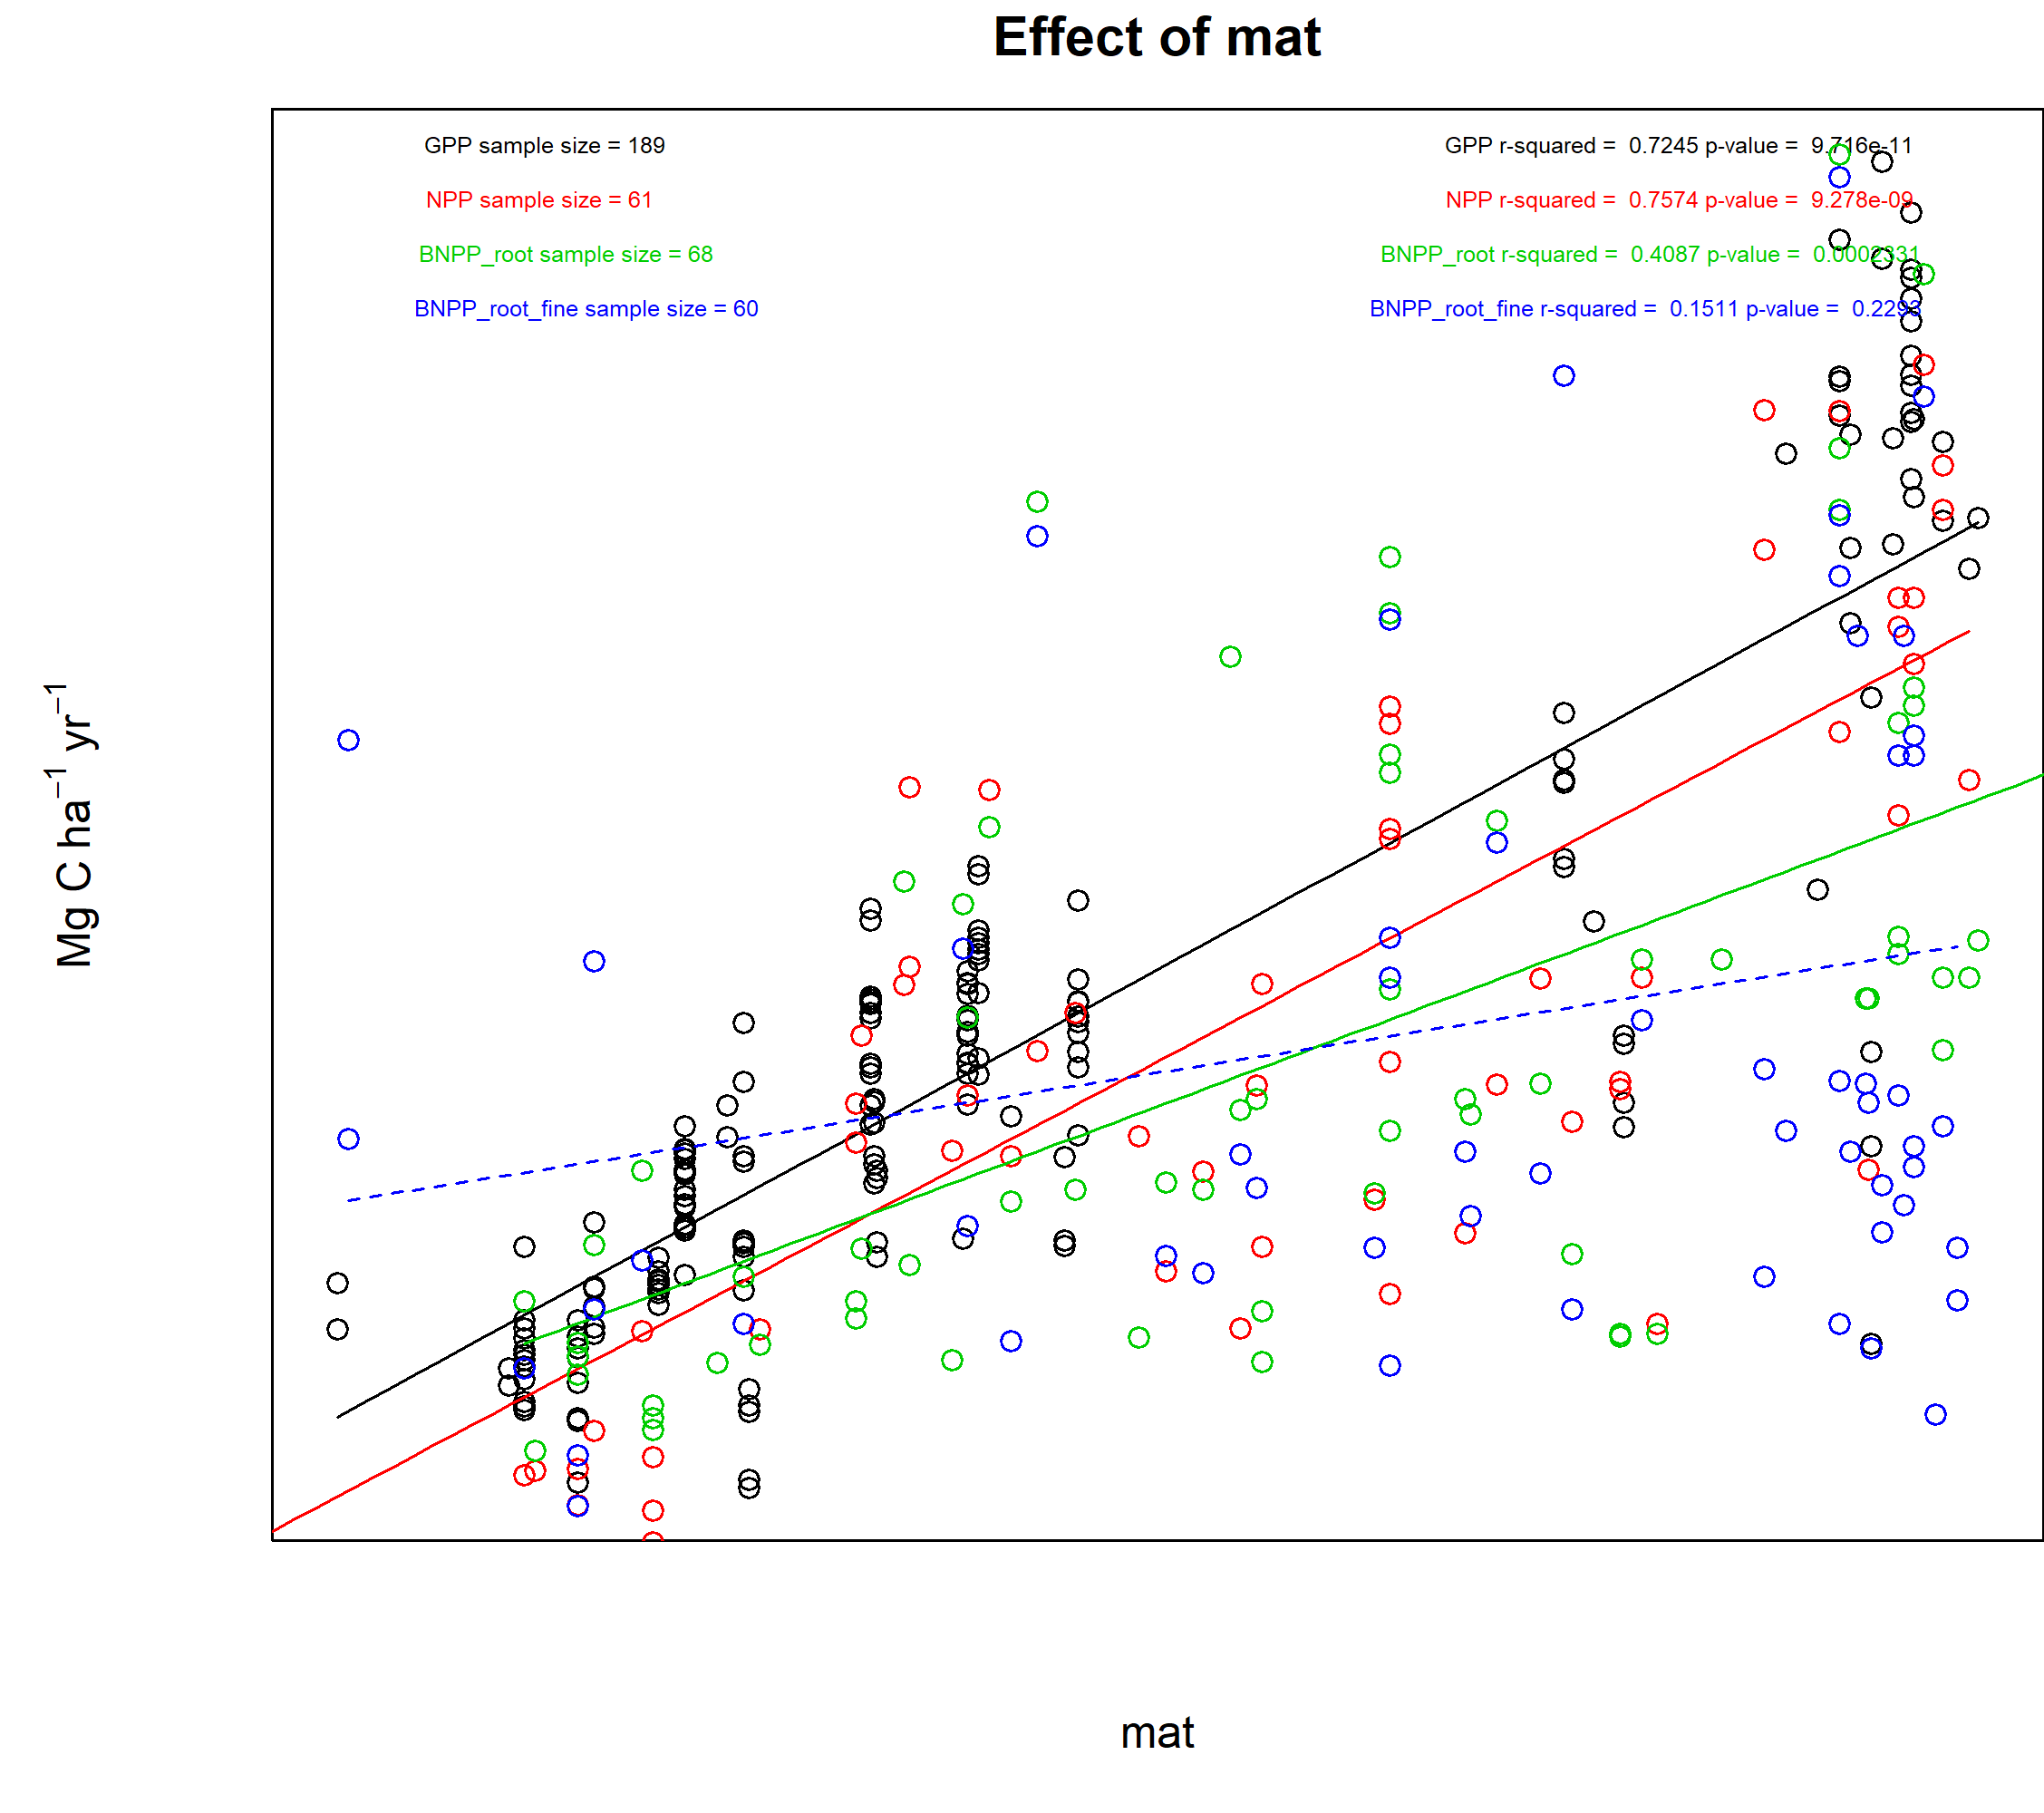 Effect of mat
GPP sample size = 189
GPP r-squared = 0.7245 p-value = 9.716e-11
NPP sample size = 61
NPP r-squared = 0.7574 p-value = 9.278e-09
BNPP_root sample size = 68
BNPP_root r-squared = 0.4087 p-value = 0.0002331
BNPP_root_fine sample size = 60
BNPP_root_fine r-squared = 0.1511 p-value = 0.2293
Mg C ha⁻¹ yr⁻¹
mat